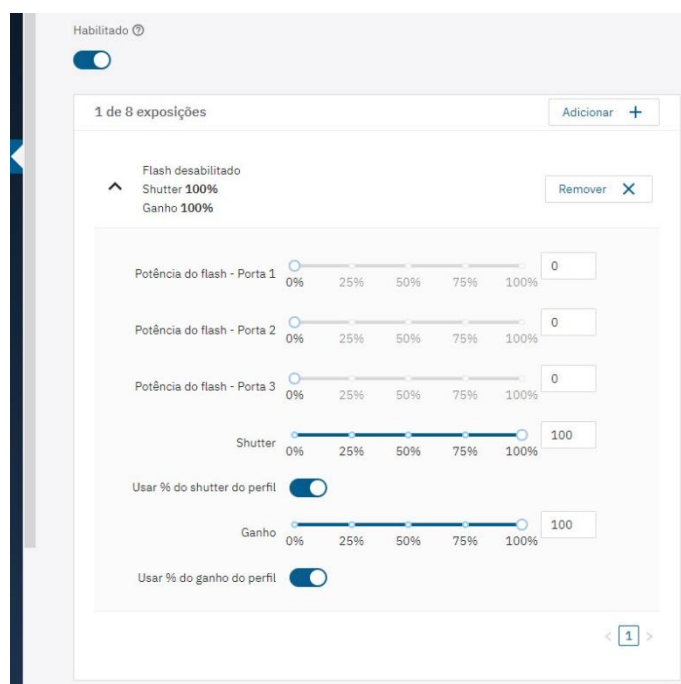 Habilitado ?
1 de 8 exposições
Adicionar +
Flash desabilitado
Shutter 100%
Ganho 100%
Remover X
Potência do flash - Porta 1
0% 25% 50% 75% 100%
0
Potência do flash - Porta 2
0% 25% 50% 75% 100%
0
Potência do flash - Porta 3
0% 25% 50% 75% 100%
0
Shutter
0% 25% 50% 75% 100%
100
Usar % do shutter do perfil
Ganho
0% 25% 50% 75% 100%
100
Usar % do ganho do perfil
< 1 >